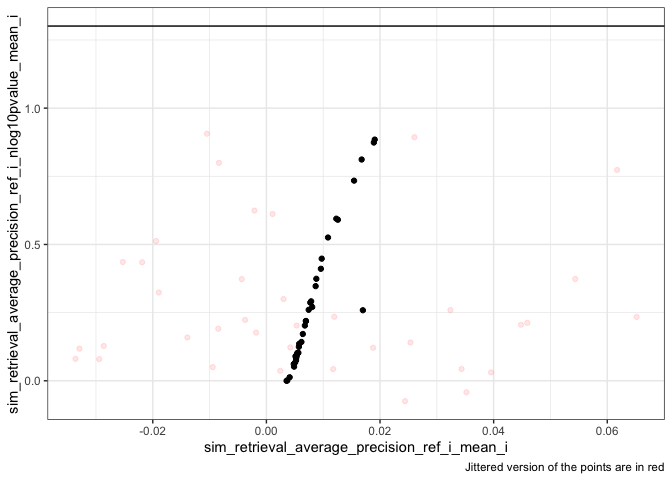 sim_retrieval_average_precision_ref_i_nlog10pvalue_mean_i
1.0
0.5
0.0
-0.02
0.00
0.02
0.04
0.06
sim_retrieval_average_precision_ref_i_mean_i
Jittered version of the points are in red